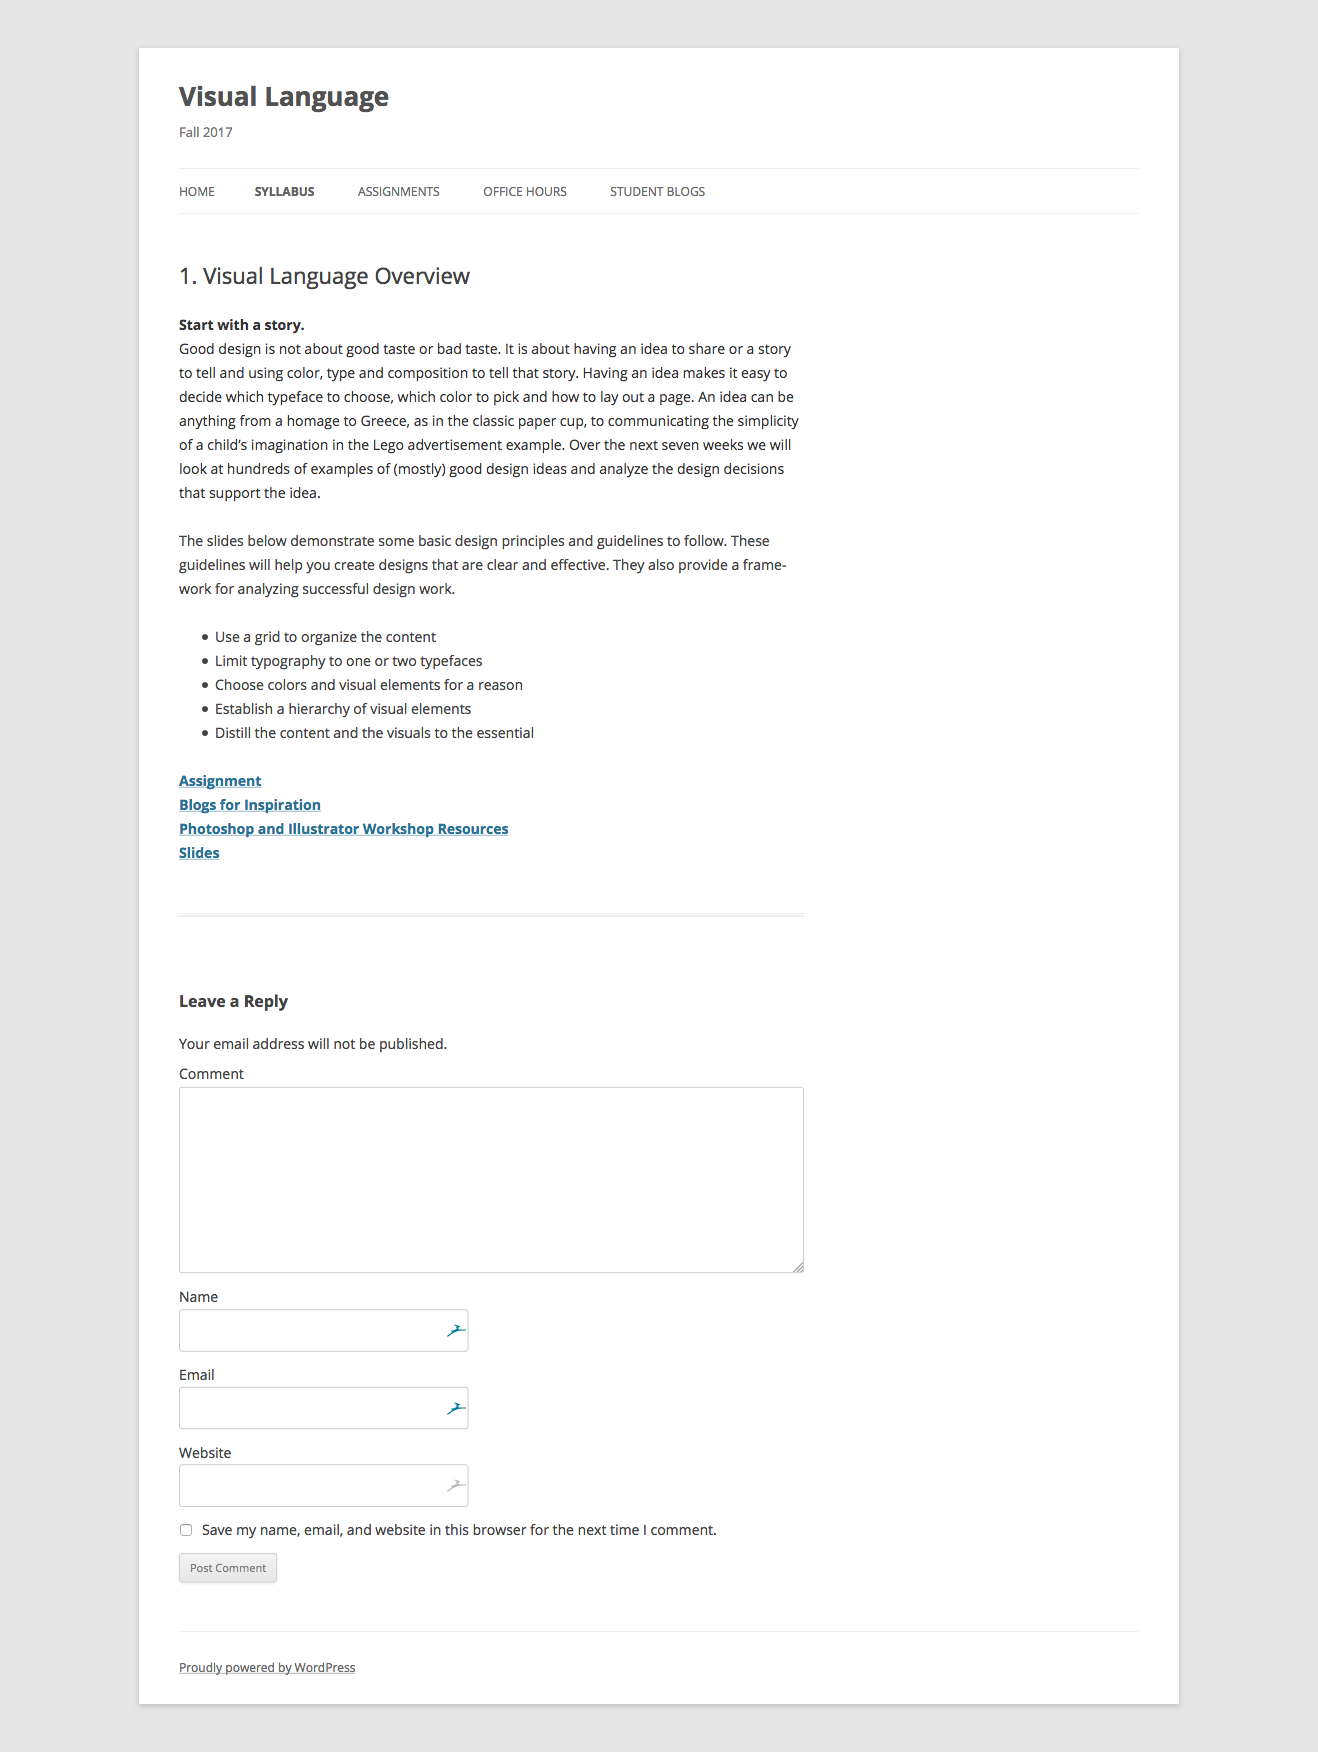 Visual Language
Fall 2017
HOME SYLLABUS ASSIGNMENTS OFFICE HOURS STUDENT BLOGS
1. Visual Language Overview
Start with a story.
Good design is not about good taste or bad taste. It is about having an idea to share or a story
to tell and using color, type and composition to tell that story. Having an idea makes it easy to
decide which typeface to choose, which color to pick and how to lay out a page. An idea can be
anything from a homage to Greece, as in the classic paper cup, to communicating the simplicity
of a child’s imagination in the Lego advertisement example. Over the next seven weeks we will
look at hundreds of examples of (mostly) good design ideas and analyze the design decisions
that support the idea.
The slides below demonstrate some basic design principles and guidelines to follow. These
guidelines will help you create designs that are clear and effective. They also provide a frame-
work for analyzing successful design work.
• Use a grid to organize the content
• Limit typography to one or two typefaces
• Choose colors and visual elements for a reason
• Establish a hierarchy of visual elements
• Distill the content and the visuals to the essential
Assignment
Blogs for Inspiration
Photoshop and Illustrator Workshop Resources
Slides
Leave a Reply
Your email address will not be published.
Comment
Name
Email
Website
Save my name, email, and website in this browser for the next time I comment.
Post Comment
Proudly powered by WordPress